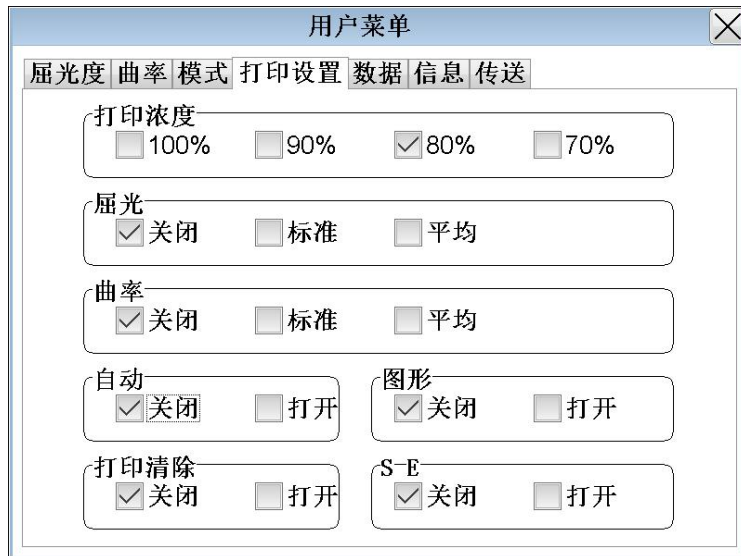 用户菜单
屈光度 曲率 模式 打印设置 数据 信息 传送
打印浓度
100% 90% 80% 70%
屈光
关闭 标准 平均
曲率
关闭 标准 平均
自动 图形
关闭 打开 关闭 打开
打印清除 S-E
关闭 打开 关闭 打开